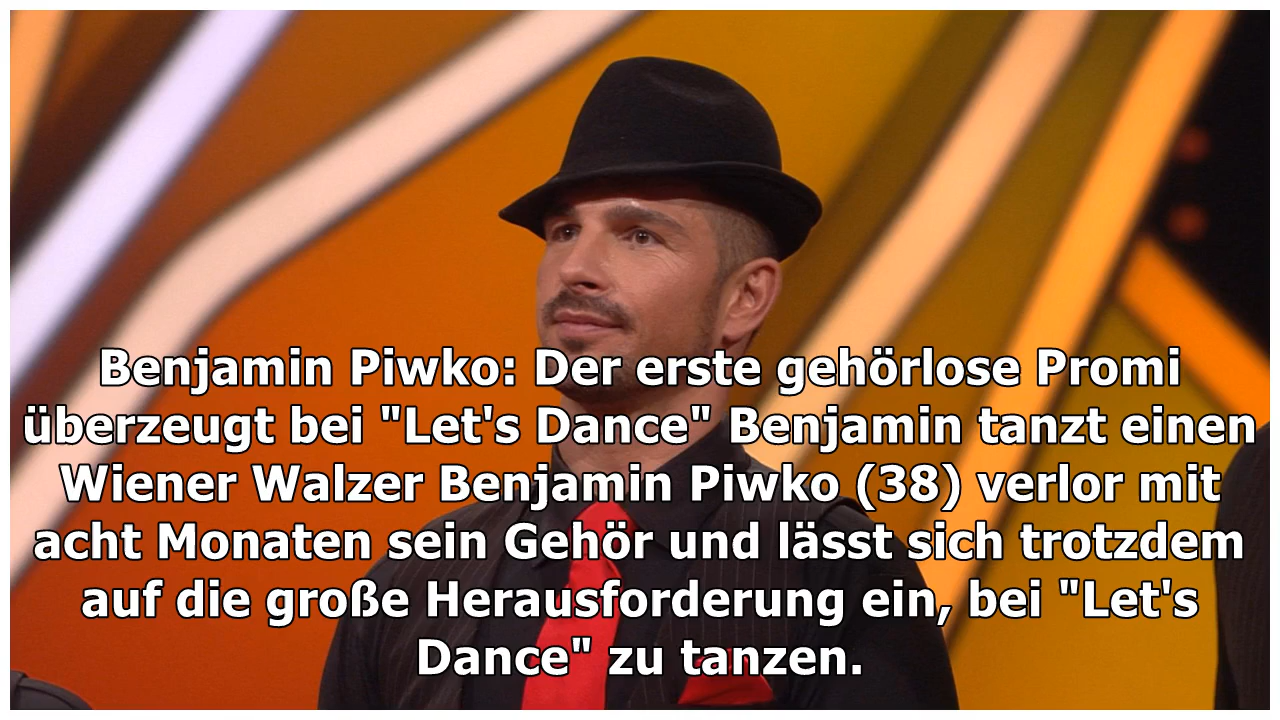 Benjamin Piwko: Der erste gehörlose Promi
überzeugt bei "Let's Dance" Benjamin tanzt einen
Wiener Walzer Benjamin Piwko (38) verlor mit
acht Monaten sein Gehör und lässt sich trotzdem
auf die große Herausforderung ein, bei "Let's
Dance" zu tanzen.